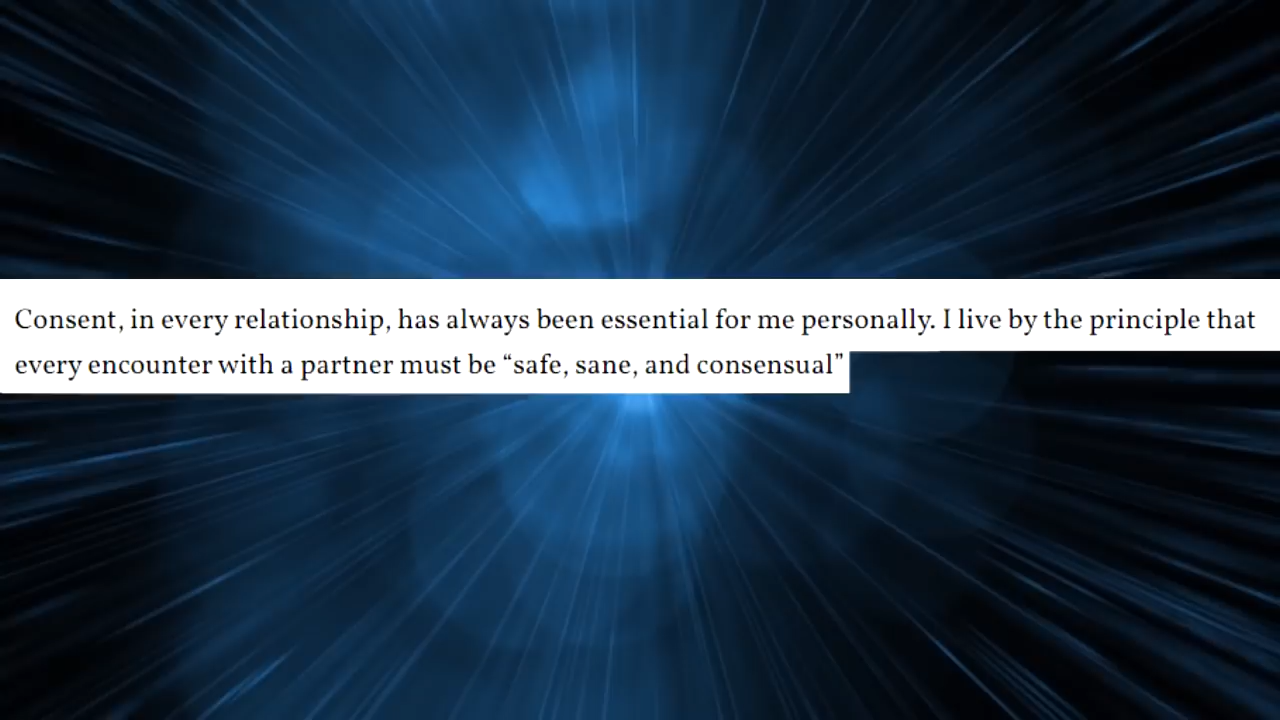 Consent, in every relationship, has always been essential for me personally. I live by the principle that
every encounter with a partner must be “safe, sane, and consensual”